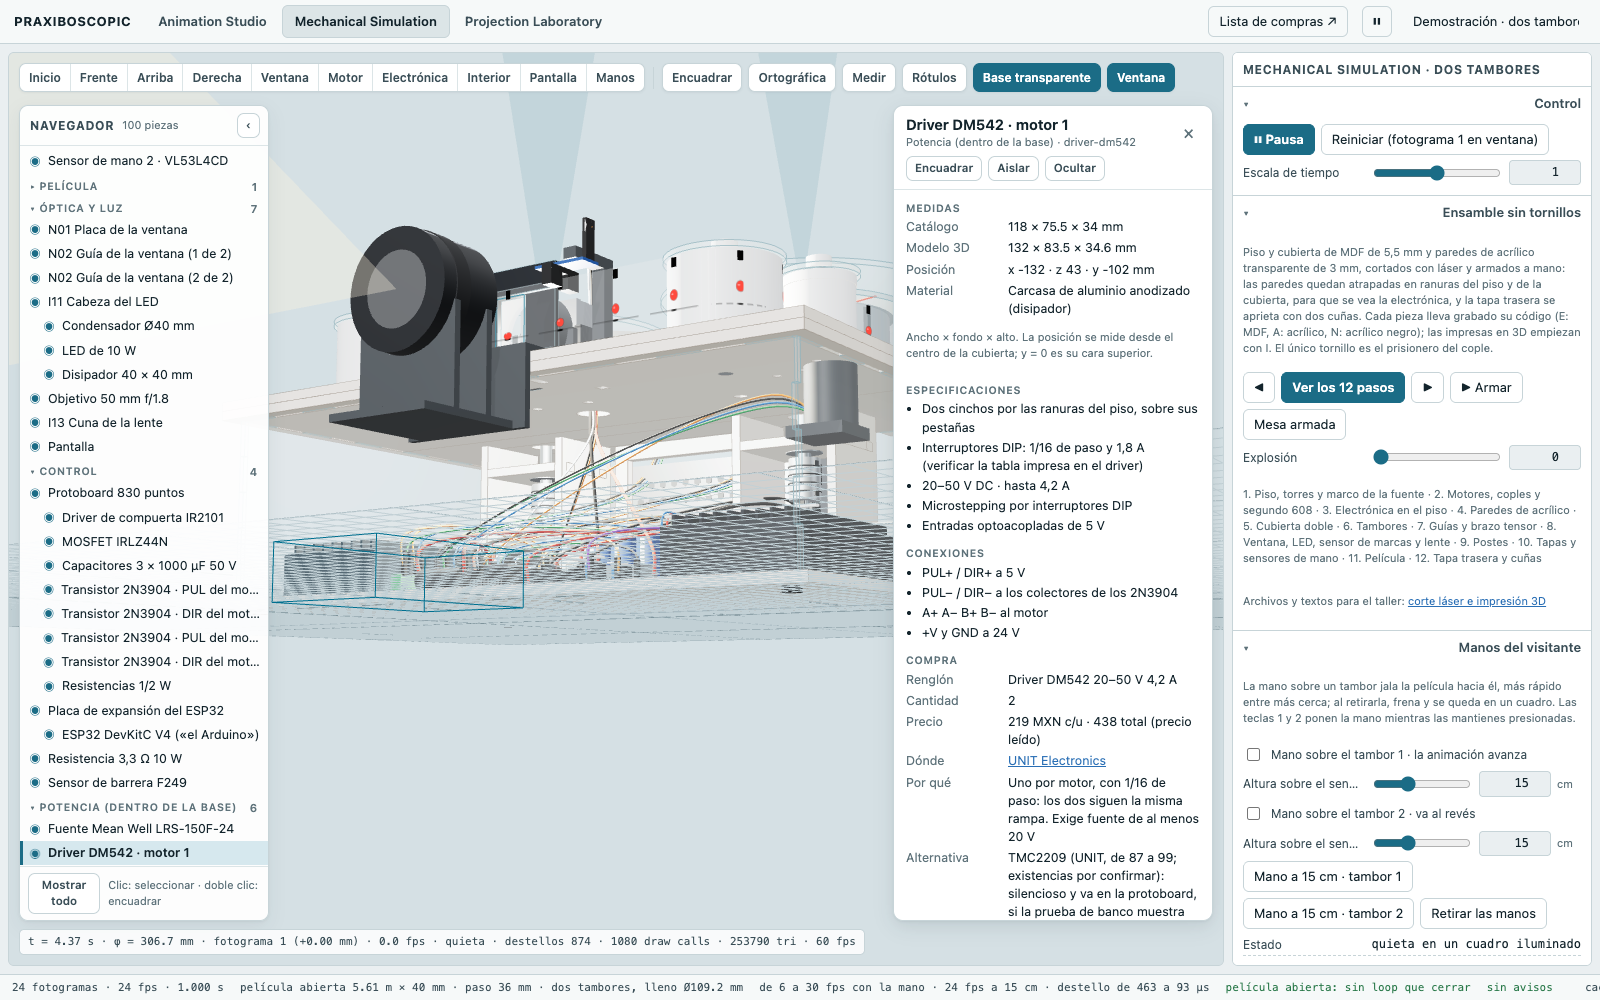 PRAXIBOSCOPIC
Animation Studio
Mechanical Simulation
Projection Laboratory
Lista de compras ↗
Demostración · dos tambor
Inicio
Frente
Arriba
Derecha
Ventana
Motor
Electrónica
Interior
Pantalla
Manos
Encuadrar
Ortográfica
Medir
Rótulos
Base transparente
Ventana
NAVEGADOR 100 piezas
Sensor de mano 2 · VL53L4CD
PELÍCULA 1
ÓPTICA Y LUZ 7
N01 Placa de la ventana
N02 Guía de la ventana (1 de 2)
N02 Guía de la ventana (2 de 2)
I11 Cabeza del LED
Condensador Ø40 mm
LED de 10 W
Disipador 40 × 40 mm
Objetivo 50 mm f/1.8
I13 Cuna de la lente
Pantalla
CONTROL 4
Protoboard 830 puntos
Driver de compuerta IR2101
MOSFET IRLZ44N
Capacitores 3 × 1000 µF 50 V
Transistor 2N3904 · PUL del mo...
Transistor 2N3904 · DIR del mot...
Transistor 2N3904 · PUL del mo...
Transistor 2N3904 · DIR del mot...
Resistencias 1/2 W
Placa de expansión del ESP32
ESP32 DevKitC V4 («el Arduino»)
Resistencia 3,3 Ω 10 W
Sensor de barrera F249
POTENCIA (DENTRO DE LA BASE) 6
Fuente Mean Well LRS-150F-24
Driver DM542 · motor 1
Mostrar todo
Clic: seleccionar · doble clic:
encuadrar
Driver DM542 · motor 1
Potencia (dentro de la base) · driver-dm542
Encuadrar
Aislar
Ocultar
MEDIDAS
Catálogo 118 × 75.5 × 34 mm
Modelo 3D 132 × 83.5 × 34.6 mm
Posición x -132 · z 43 · y -102 mm
Material Carcasa de aluminio anodizado
(disipador)
Ancho × fondo × alto. La posición se mide desde el
centro de la cubierta; y = 0 es su cara superior.
ESPECIFICACIONES
• Dos cinchos por las ranuras del piso, sobre sus
pestañas
• Interruptores DIP: 1/16 de paso y 1,8 A
(verificar la tabla impresa en el driver)
• 20–50 V DC · hasta 4,2 A
• Microstepping por interruptores DIP
• Entradas optoacopladas de 5 V
CONEXIONES
• PUL+ / DIR+ a 5 V
• PUL− / DIR− a los colectores de los 2N3904
• A+ A− B+ B− al motor
• +V y GND a 24 V
COMPRA
Renglón Driver DM542 20–50 V 4,2 A
Cantidad 2
Precio 219 MXN c/u · 438 total (precio
leído)
Dónde UNIT Electronics
Por qué Uno por motor, con 1/16 de
paso: los dos siguen la misma
rampa. Exige fuente de al menos
20 V
Alternativa TMC2209 (UNIT, de 87 a 99;
existencias por confirmar):
silencioso y va en la protoboard,
si la prueba de banco muestra
t = 4.37 s · φ = 306.7 mm · fotograma 1 (+0.00 mm) · 0.0 fps · quieta · destellos 874 · 1080 draw calls · 253790 tri · 60 fps
MECHANICAL SIMULATION · DOS TAMBORES
Control
Pausa
Reiniciar (fotograma 1 en ventana)
Escala de tiempo 1
Ensamble sin tornillos
Piso y cubierta de MDF de 5,5 mm y paredes de acrílico
transparente de 3 mm, cortados con láser y armados a mano:
las paredes quedan atrapadas en ranuras del piso y de la
cubierta, para que se vea la electrónica, y la tapa trasera se
aprieta con dos cuñas. Cada pieza lleva grabado su código (E:
MDF, A: acrílico, N: acrílico negro); las impresas en 3D empiezan
con I. El único tornillo es el prisionero del cople.
◀
Ver los 12 pasos
▶
▶ Armar
Mesa armada
Explosión 0
1. Piso, torres y marco de la fuente · 2. Motores, coples y
segundo 608 · 3. Electrónica en el piso · 4. Paredes de acrílico ·
5. Cubierta doble · 6. Tambores · 7. Guías y brazo tensor · 8.
Ventana, LED, sensor de marcas y lente · 9. Postes · 10. Tapas y
sensores de mano · 11. Película · 12. Tapa trasera y cuñas
Archivos y textos para el taller: corte láser e impresión 3D
Manos del visitante
La mano sobre un tambor jala la película hacia él, más rápido
entre más cerca; al retirarla, frena y se queda en un cuadro. Las
teclas 1 y 2 ponen la mano mientras las mantienes presionadas.
Mano sobre el tambor 1 · la animación avanza
Altura sobre el sen... 15 cm
Mano sobre el tambor 2 · va al revés
Altura sobre el sen... 15 cm
Mano a 15 cm · tambor 1
Mano a 15 cm · tambor 2
Retirar las manos
Estado quieta en un cuadro iluminado
24 fotogramas · 24 fps · 1.000 s película abierta 5.61 m × 40 mm · paso 36 mm · dos tambores, lleno Ø109.2 mm de 6 a 30 fps con la mano · 24 fps a 15 cm · destello de 463 a 93 µs película abierta: sin loop que cerrar sin avisos